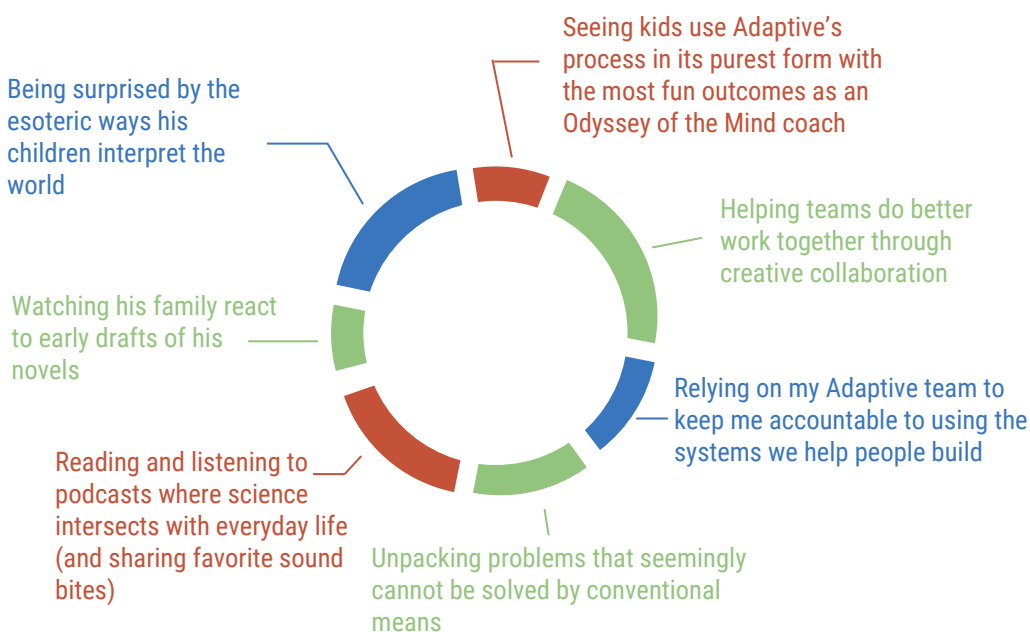 Seeing kids use Adaptive's
process in its purest form with
the most fun outcomes as an
Odyssey of the Mind coach
Being surprised by the
esoteric ways his
children interpret the
world
Helping teams do better
work together through
creative collaboration
Watching his family react
to early drafts of his
novels
Relying on my Adaptive team to
keep me accountable to using the
systems we help people build
Reading and listening to
podcasts where science
intersects with everyday life
(and sharing favorite sound
bites)
Unpacking problems that seemingly
cannot be solved by conventional
means